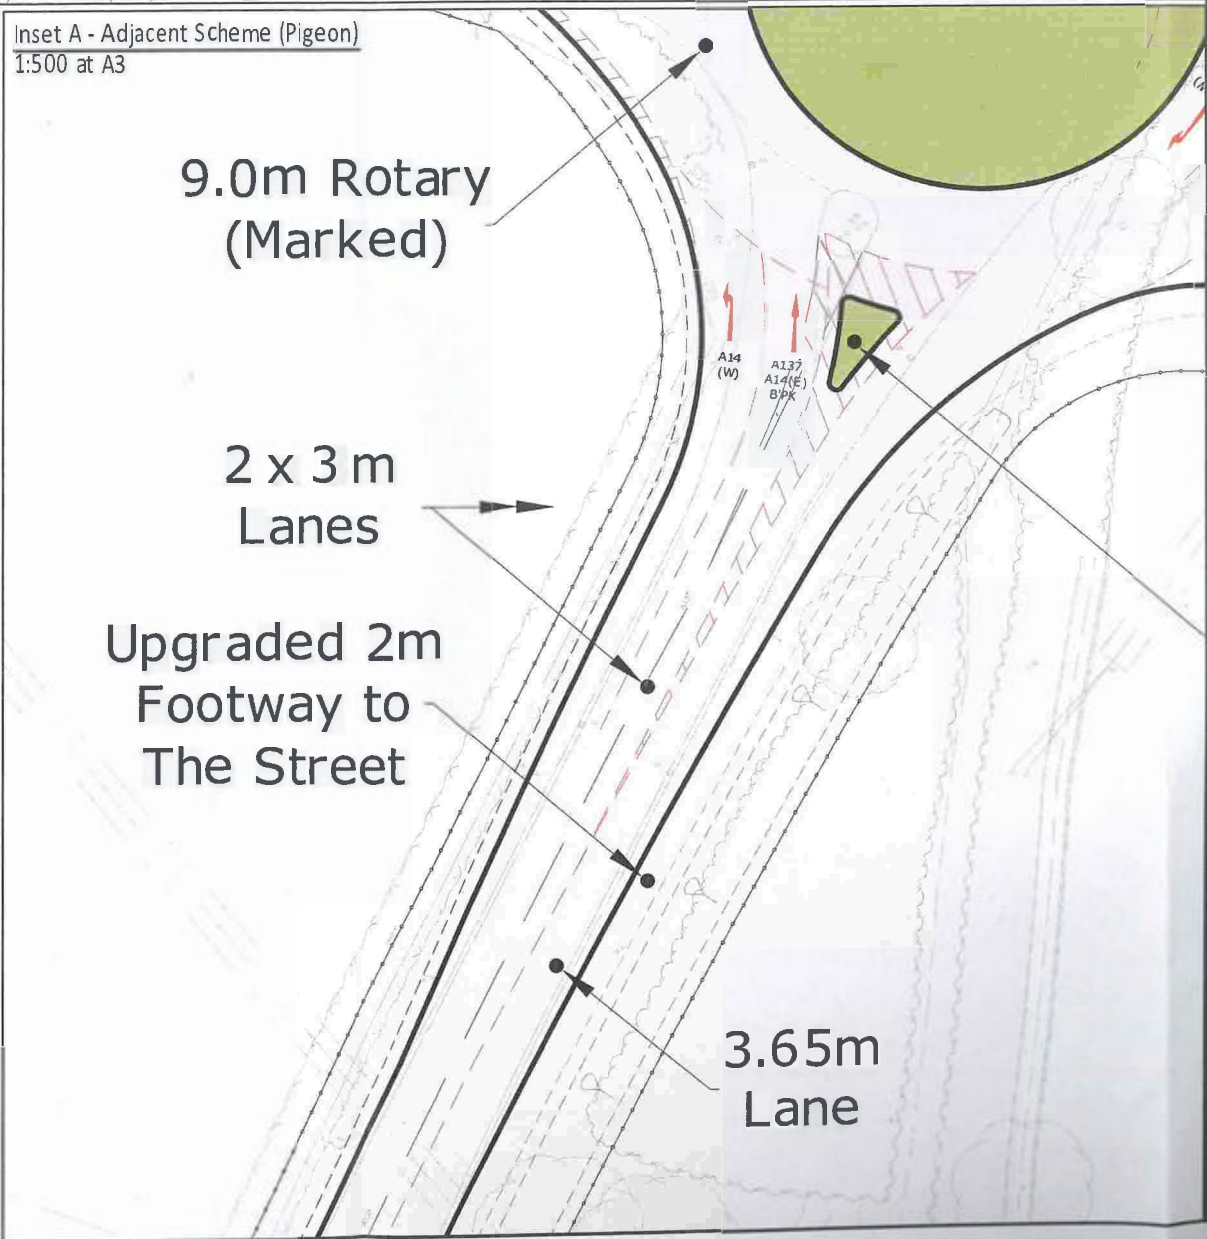 Inset A - Adjacent Scheme (Pigeon)
1:500 at A3
9.0m Rotary
(Marked)
A14
(W)
A137
A14(E)
B'PK
2 x 3m
Lanes
Upgraded 2m
Footway to
The Street
3.65m
Lane